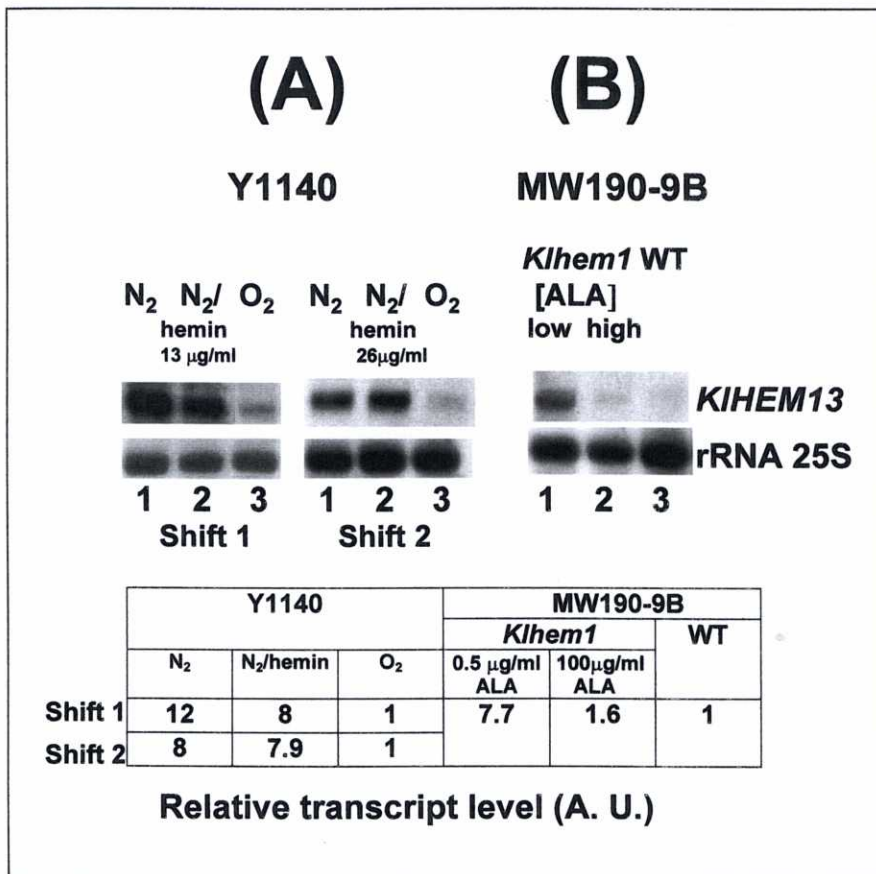 (A) (B)
Y1140 MW190-9B
Klhem1 WT
[ALA]
low high
N2 N2/ O2 N2 N2/ O2
hemin hemin
13 µg/ml 26µg/ml
KlHEM13
rRNA 25S
1 2 3 1 2 3 1 2 3
Shift 1 Shift 2
Y1140 MW190-9B
Klhem1 WT
N2 N2/hemin O2 0.5 µg/ml ALA 100µg/ml ALA
Shift 1 12 8 1 7.7 1.6 1
Shift 2 8 7.9 1
Relative transcript level (A. U.)